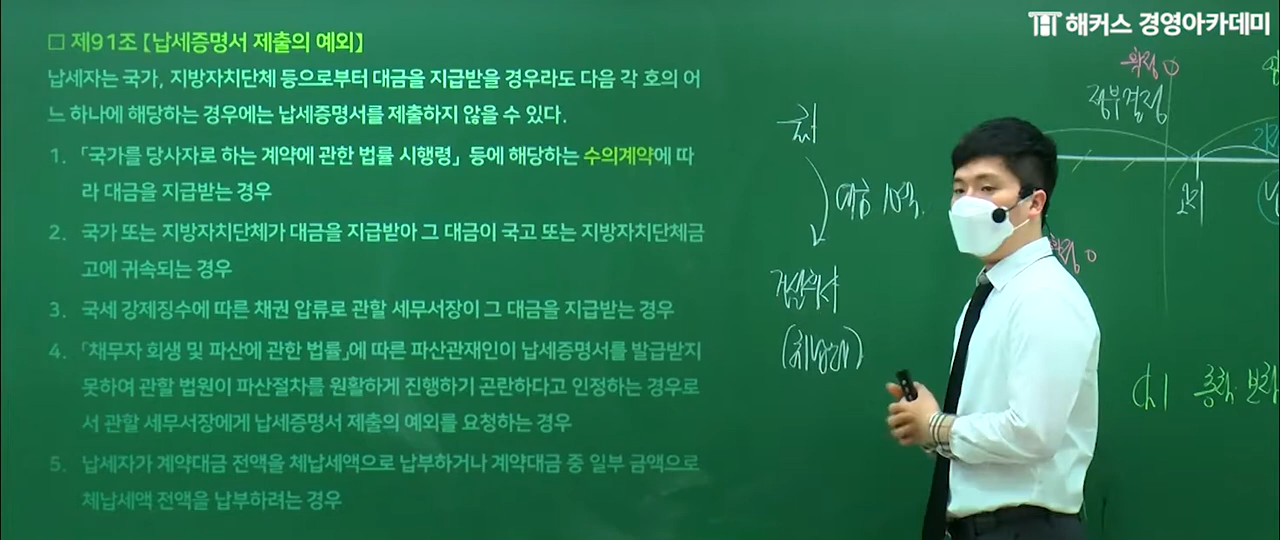 해커스 경영아카데미
□ 제91조 【납세증명서 제출의 예외】
납세자는 국가, 지방자치단체 등으로부터 대금을 지급받을 경우라도 다음 각 호의 어
느 하나에 해당하는 경우에는 납세증명서를 제출하지 않을 수 있다.
1. 「국가를 당사자로 하는 계약에 관한 법률 시행령」 등에 해당하는 수의계약에 따
라 대금을 지급받는 경우
2. 국가 또는 지방자치단체가 대금을 지급받아 그 대금이 국고 또는 지방자치단체금
고에 귀속되는 경우
3. 국세 강제징수에 따른 채권 압류로 관할 세무서장이 그 대금을 지급받는 경우
4. 「채무자 회생 및 파산에 관한 법률」에 따른 파산관재인이 납세증명서를 발급받지
못하여 관할 법원이 파산절차를 원활하게 진행하기 곤란하다고 인정하는 경우로
서 관할 세무서장에게 납세증명서 제출의 예외를 요청하는 경우
5. 납세자가 계약대금 전액을 체납세액으로 납부하거나 계약대금 중 일부 금액으로
체납세액 전액을 납부하려는 경우
확정 O
정부결정
대금 10억